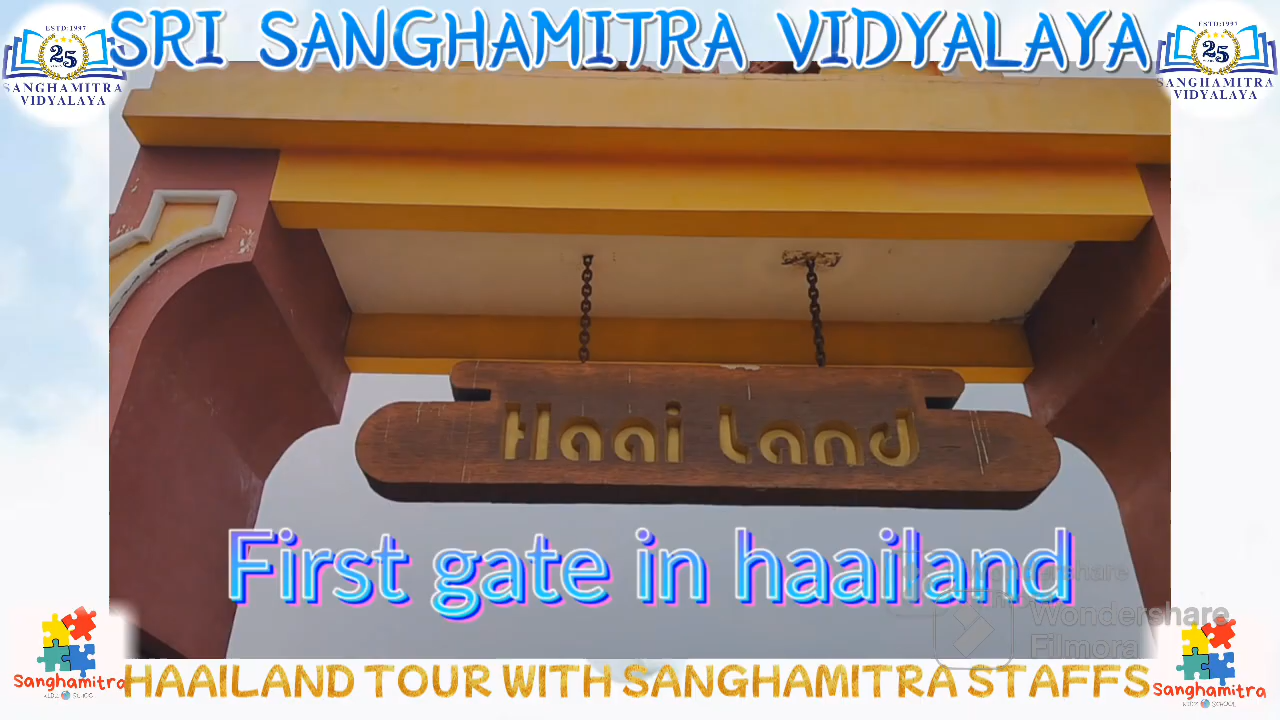 SRI SANGHAMITRA VIDYALAYA
ESTD:1997
25
SANGHAMITRA
VIDYALAYA
ESTD:1997
25
SANGHAMITRA
VIDYALAYA
Haai Land
First gate in haailand
Wondershare
Wondershare
Filmora
Sanghamitra
HAAILAND TOUR WITH SANGHAMITRA STAFFS
Sanghamitra